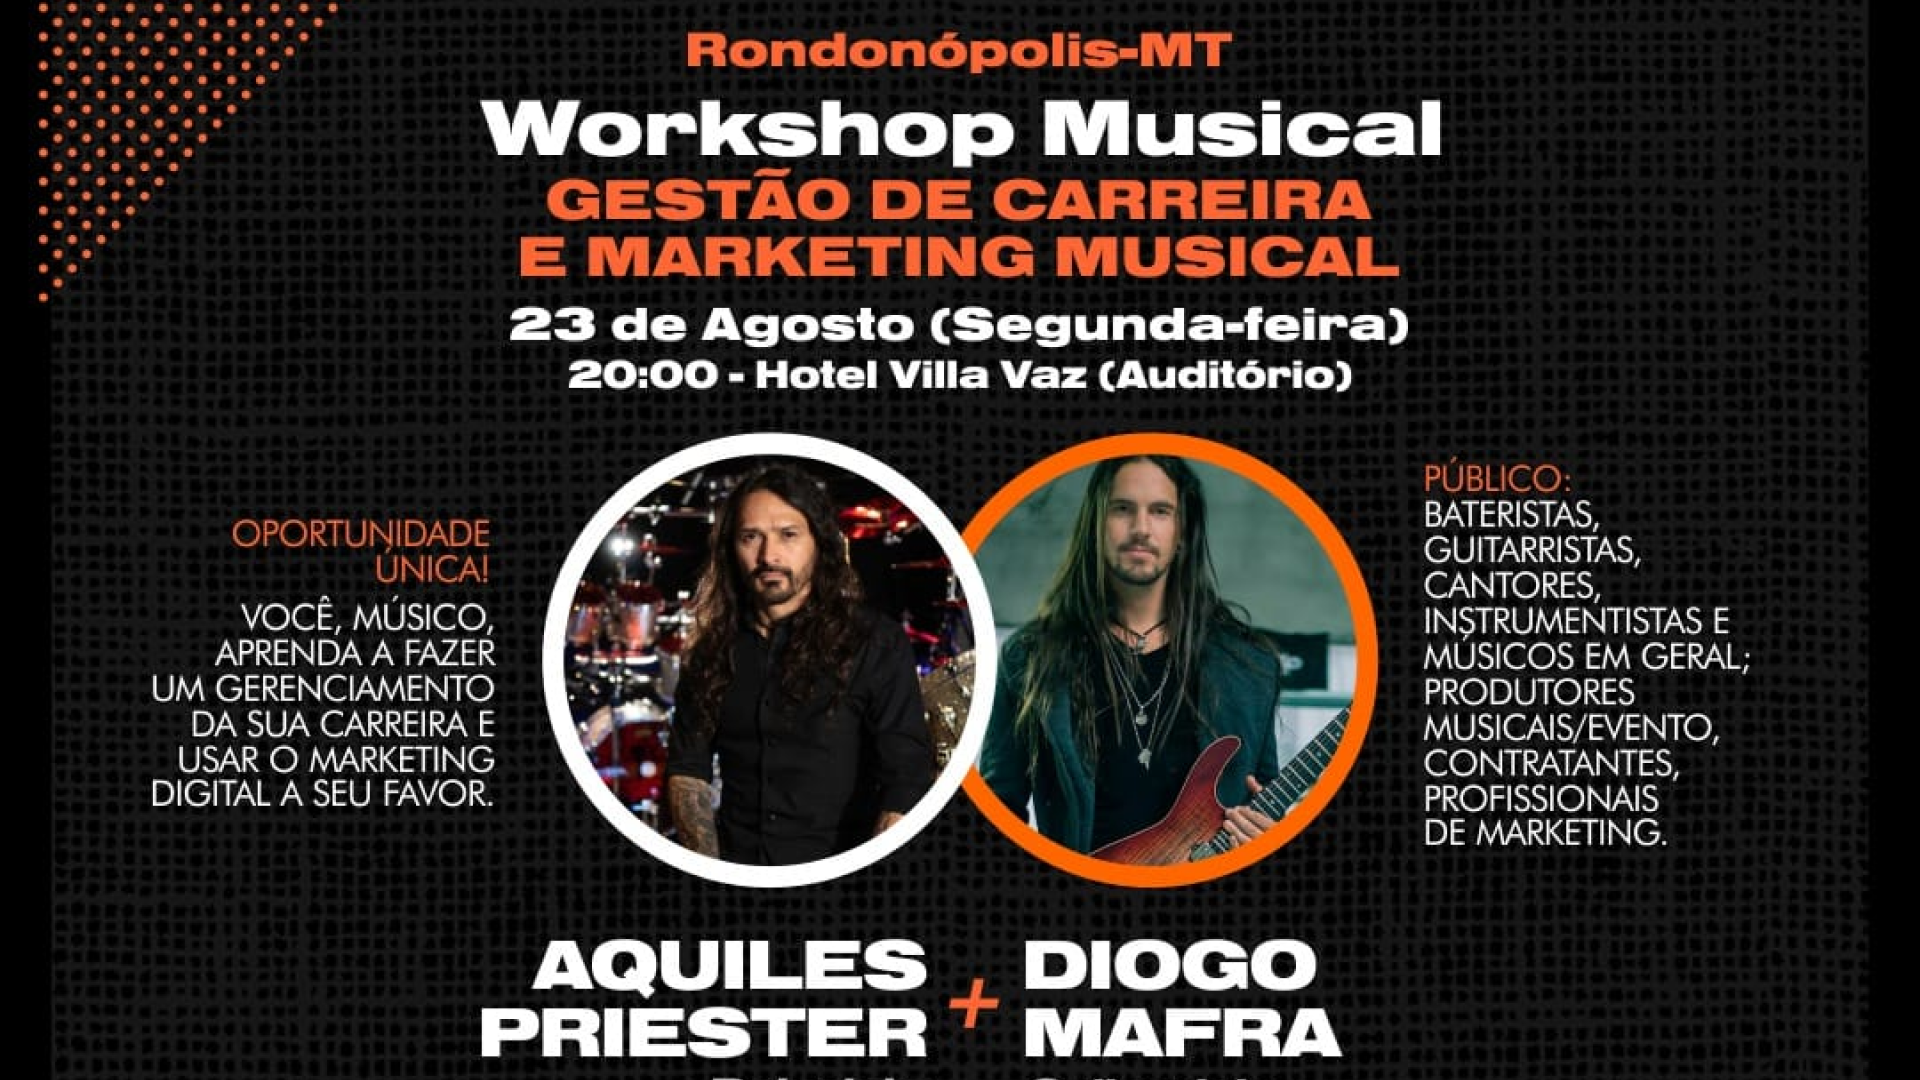 Rondonópolis-MT
Workshop Musical
GESTÃO DE CARREIRA
E MARKETING MUSICAL
23 de Agosto (Segunda-feira)
20:00 - Hotel Villa Vaz (Auditório)
OPORTUNIDADE
ÚNICA!
VOCÊ, MÚSICO,
APRENDA A FAZER
UM GERENCIAMENTO
DA SUA CARREIRA E
USAR O MARKETING
DIGITAL A SEU FAVOR.
PÚBLICO:
BATERISTAS,
GUITARRISTAS,
CANTORES,
INSTRUMENTISTAS E
MÚSICOS EM GERAL;
PRODUTORES
MUSICAIS/EVENTO,
CONTRATANTES,
PROFISSIONAIS
DE MARKETING.
AQUILES
PRIESTER
+
DIOGO
MAFRA